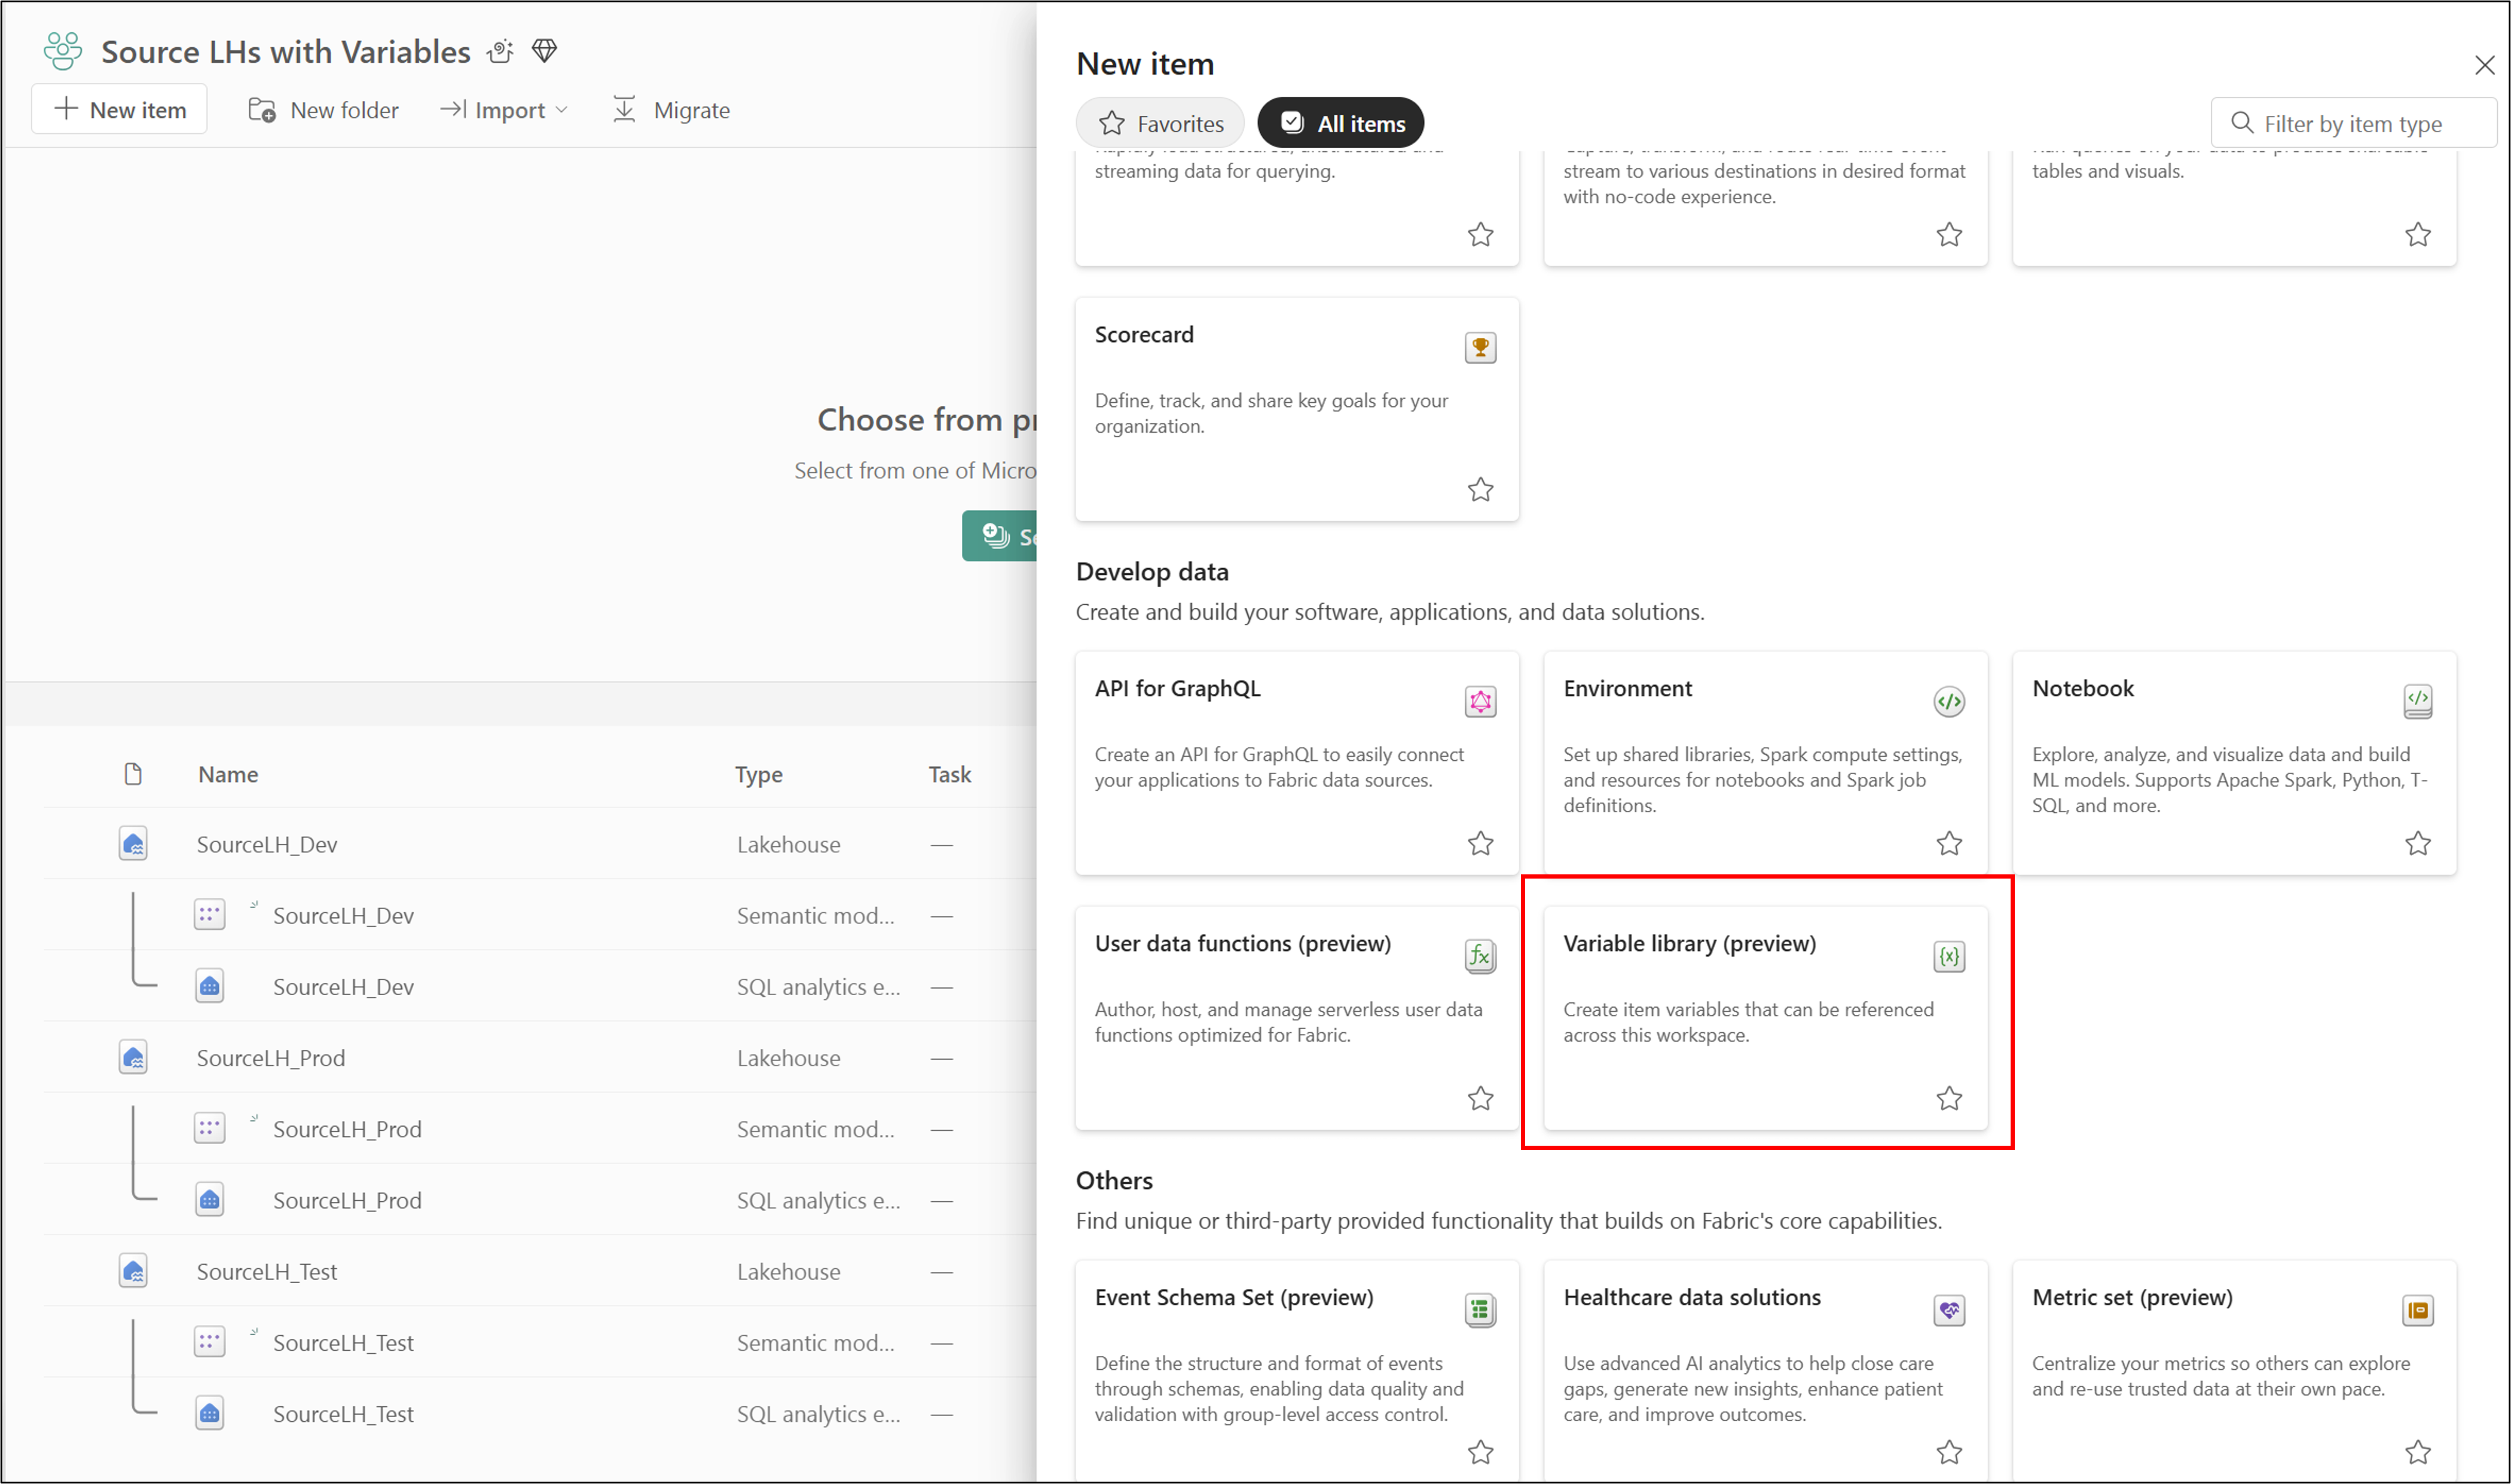 Source LHs with Variables
New item
New folder
Import
Migrate
Choose from
Select from one of Micro
Name
Type
Task
SourceLH_Dev
Lakehouse
—
SourceLH_Dev
Semantic mod...
—
SourceLH_Dev
SQL analytics e...
—
SourceLH_Prod
Lakehouse
—
SourceLH_Prod
Semantic mod...
—
SourceLH_Prod
SQL analytics e...
—
SourceLH_Test
Lakehouse
—
SourceLH_Test
Semantic mod...
—
SourceLH_Test
SQL analytics e...
—
New item
Favorites
All items
Filter by item type
streaming data for querying.
stream to various destinations in desired format
with no-code experience.
tables and visuals.
Scorecard
Define, track, and share key goals for your
organization.
Develop data
Create and build your software, applications, and data solutions.
API for GraphQL
Create an API for GraphQL to easily connect
your applications to Fabric data sources.
Environment
Set up shared libraries, Spark compute settings,
and resources for notebooks and Spark job
definitions.
Notebook
Explore, analyze, and visualize data and build
ML models. Supports Apache Spark, Python, T-
SQL, and more.
User data functions (preview)
Author, host, and manage serverless user data
functions optimized for Fabric.
Variable library (preview)
Create item variables that can be referenced
across this workspace.
Others
Find unique or third-party provided functionality that builds on Fabric's core capabilities.
Event Schema Set (preview)
Define the structure and format of events
through schemas, enabling data quality and
validation with group-level access control.
Healthcare data solutions
Use advanced AI analytics to help close care
gaps, generate new insights, enhance patient
care, and improve outcomes.
Metric set (preview)
Centralize your metrics so others can explore
and re-use trusted data at their own pace.